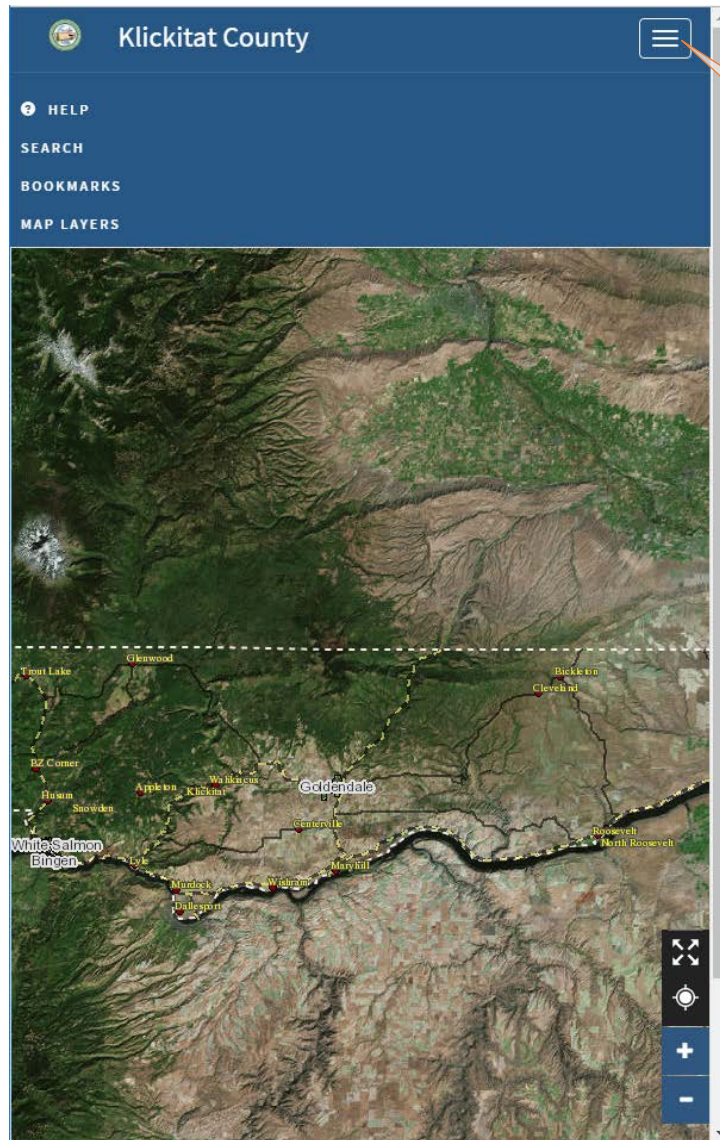 Klickitat County
HELP
SEARCH
BOOKMARKS
MAP LAYERS
Glenwood
Trout Lake
Bickleton
Cleveland
BZ Corner
Wahkiacus
Goldendale
Appleton
Klickitat
Husum
Snowden
Centerville
Roosevelt
White Salmon
North Roosevelt
Bingen
Lyle
Maryhill
Murdock
Wishram
Dallesport